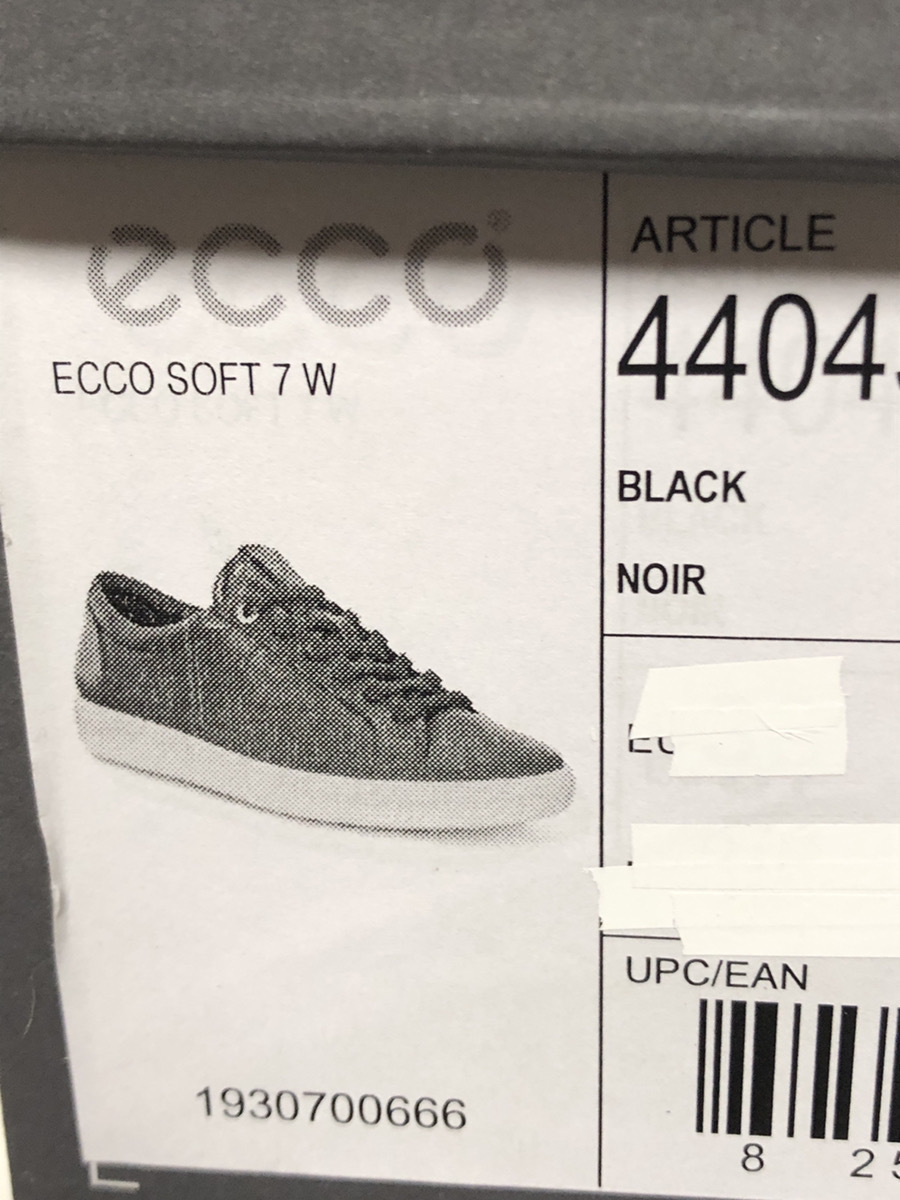 ecco®
ECCO SOFT 7 W
1930700666
ARTICLE
4404
BLACK
NOIR
UPC/EAN
8 2